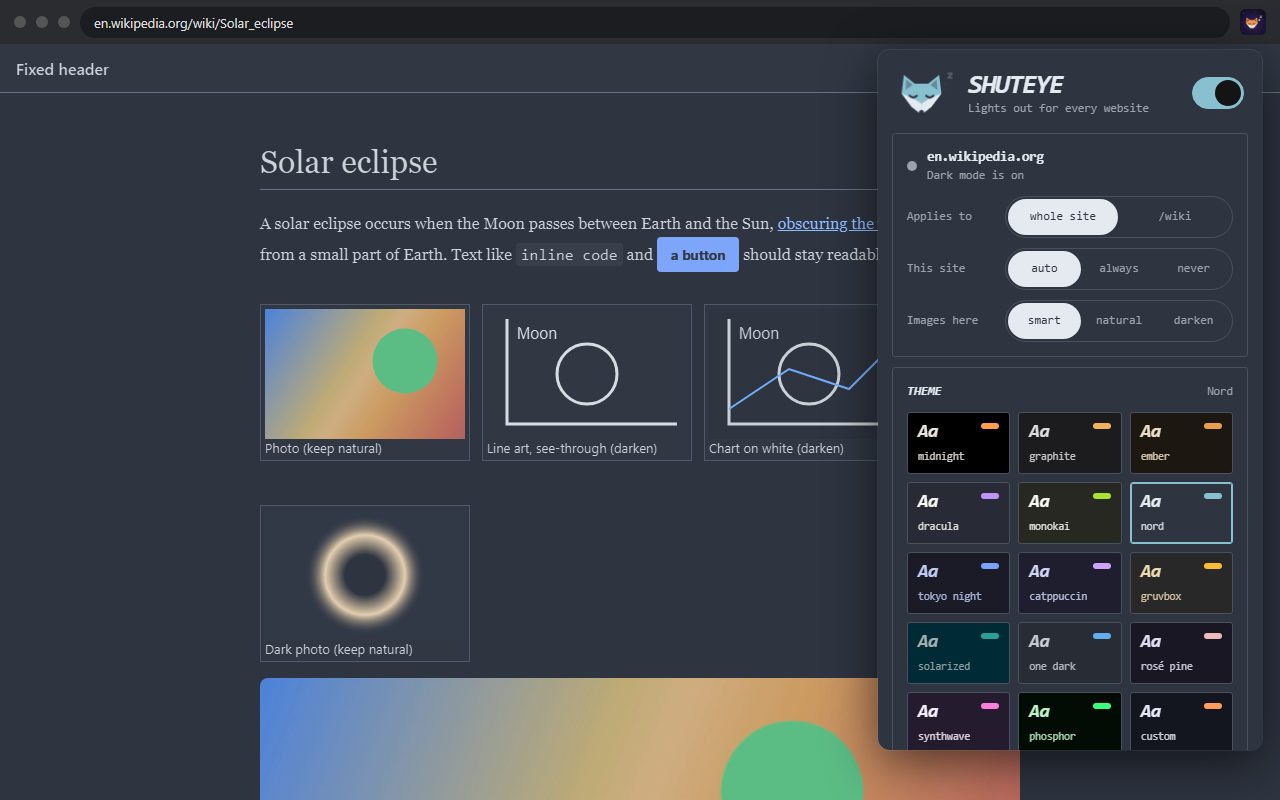 en.wikipedia.org/wiki/Solar_eclipse
Fixed header
Solar eclipse
A solar eclipse occurs when the Moon passes between Earth and the Sun, obscuring the
from a small part of Earth. Text like inline code and a button should stay
Moon
Moon
Photo (keep natural)
Line art, see-through (darken)
Chart on white (darken)
Dark photo (keep natural)
z
SHUTEYE
Lights out for every website
en.wikipedia.org
Dark mode is on
Applies to whole site /wiki
This site auto always never
Images here smart natural darken
THEME Nord
Aa Aa Aa
midnight graphite ember
Aa Aa Aa
dracula monokai nord
Aa Aa Aa
tokyo night catppuccin gruvbox
Aa Aa Aa
solarized one dark rosé pine
Aa Aa Aa
synthwave phosphor custom